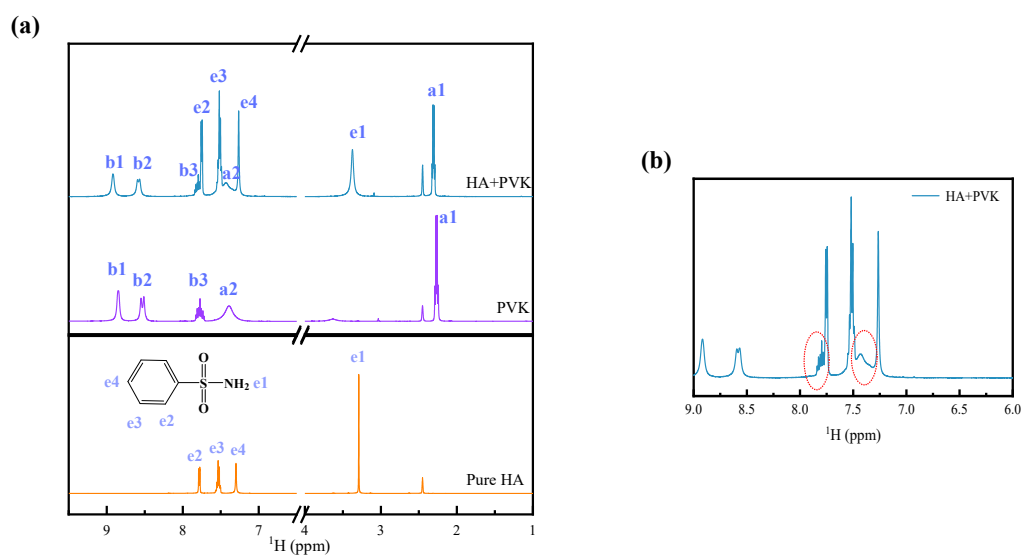 (a)
e3
a1
e2
e4
e1
b1
b2
b3
a2
HA+PVK
a1
b1
b2
b3
a2
PVK
e1
O
S
NH2
O
e4
e1
e3
e2
e2
e3
e4
Pure HA
9 8 7 4 3 2 1
1H (ppm)
(b)
HA+PVK
9.0 8.5 8.0 7.5 7.0 6.5 6.0
1H (ppm)